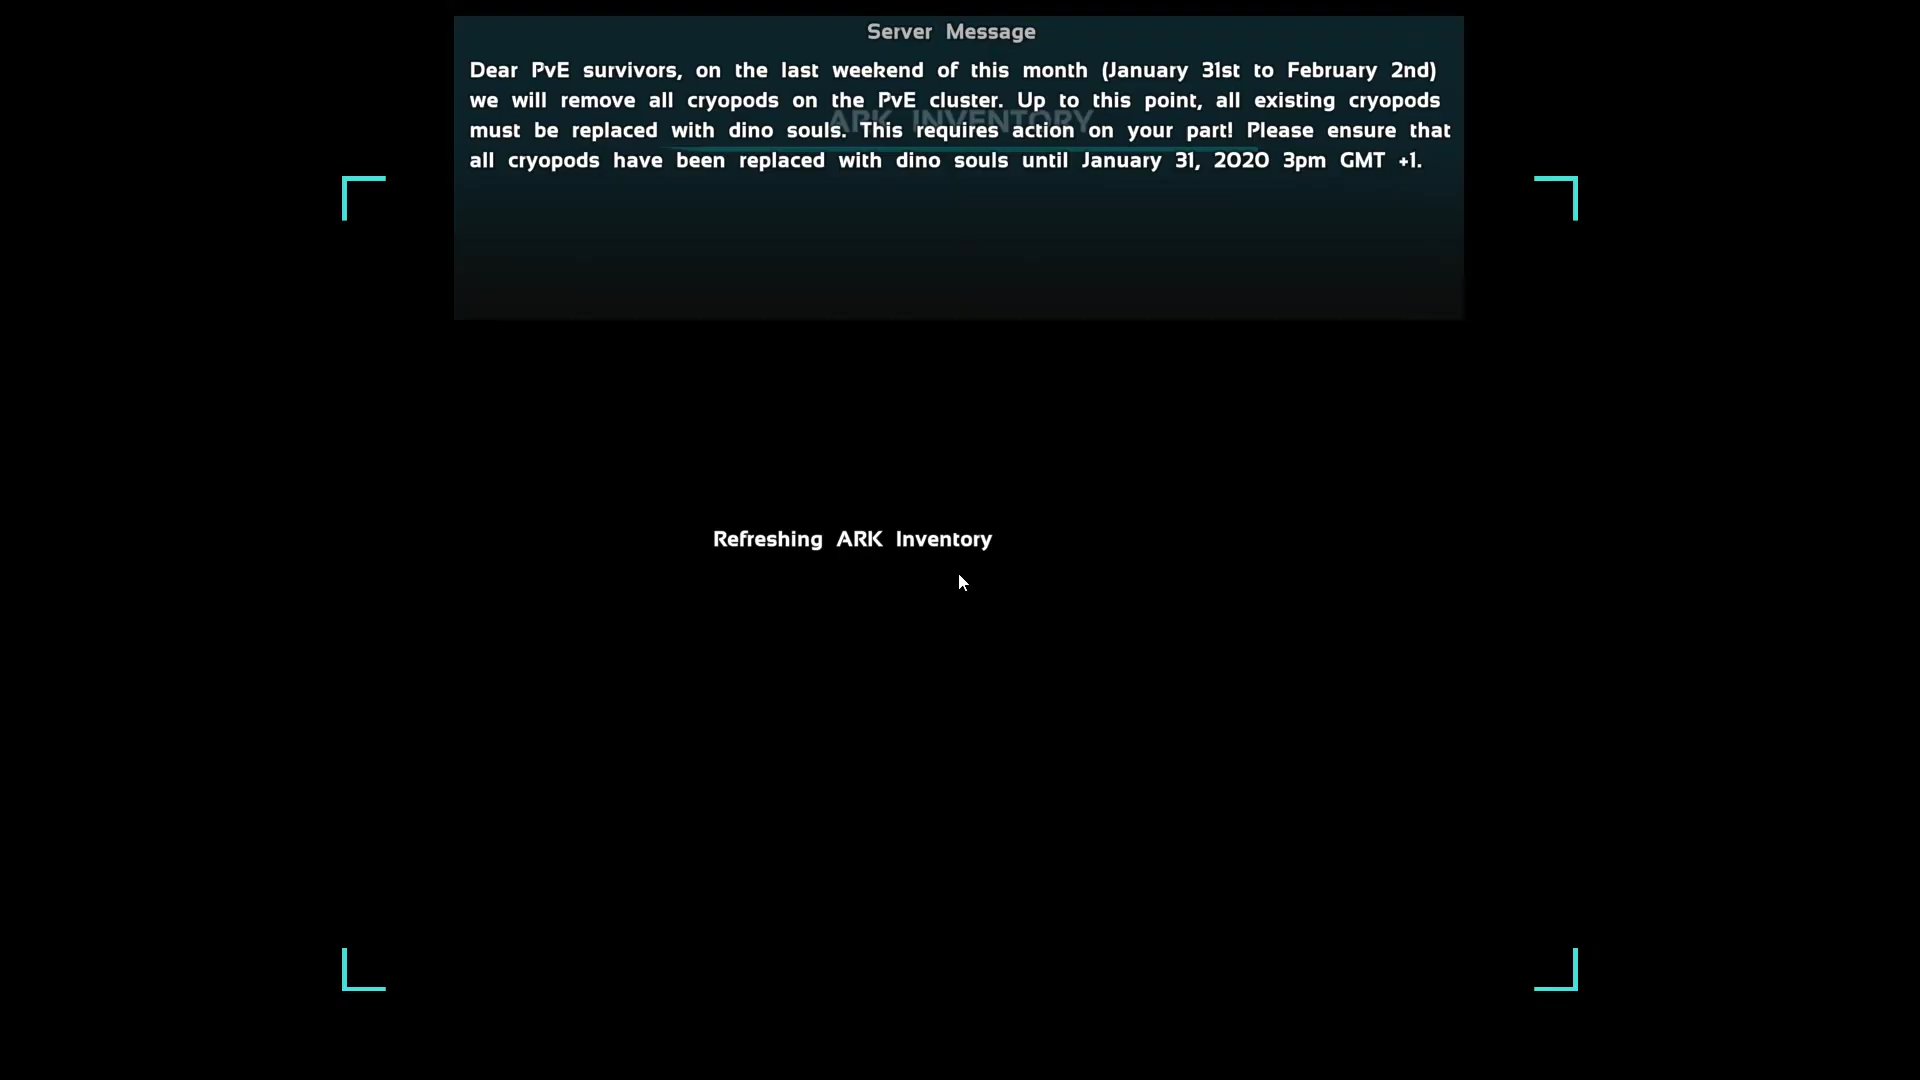 Server Message
Dear PvE survivors, on the last weekend of this month (January 31st to February 2nd)
we will remove all cryopods on the PvE cluster. Up to this point, all existing cryopods
ARK INVENTORY
must be replaced with dino souls. This requires action on your part! Please ensure that
all cryopods have been replaced with dino souls until January 31, 2020 3pm GMT +1.
Refreshing ARK Inventory